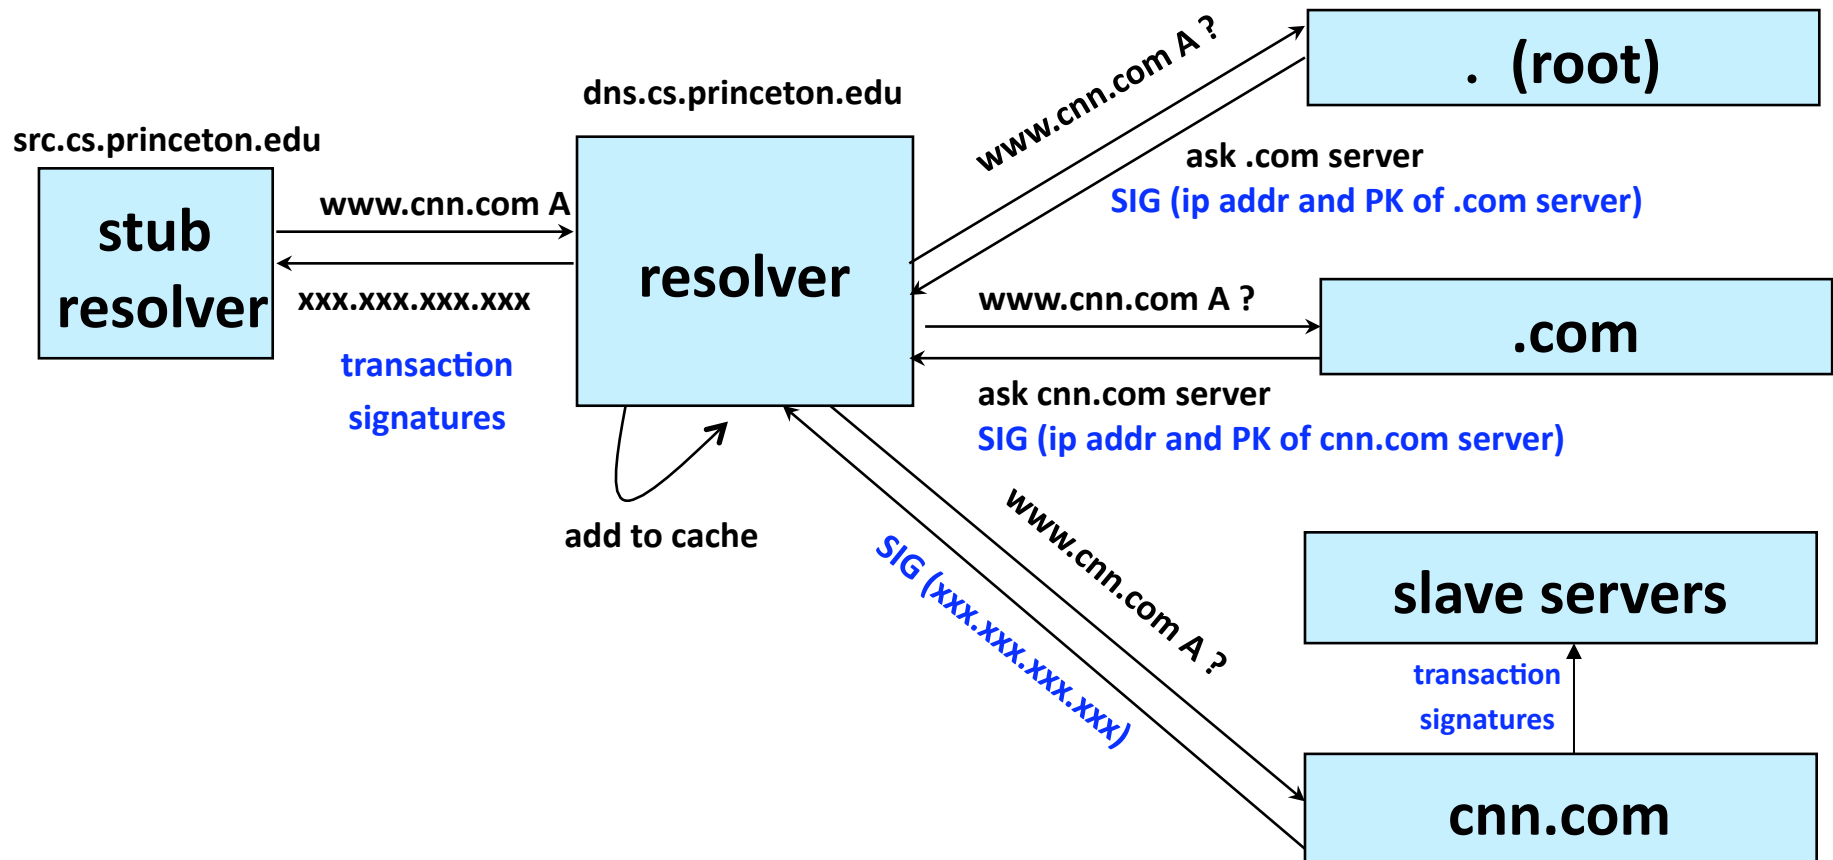 src.cs.princeton.edu
stub
resolver
www.cnn.com A
xxx.xxx.xxx.xxx
transaction
signatures
dns.cs.princeton.edu
resolver
add to cache
www.cnn.com A ?
. (root)
ask .com server
SIG (ip addr and PK of .com server)
www.cnn.com A ?
.com
ask cnn.com server
SIG (ip addr and PK of cnn.com server)
www.cnn.com A ?
SIG (xxx.xxx.xxx.xxx)
slave servers
transaction
signatures
cnn.com